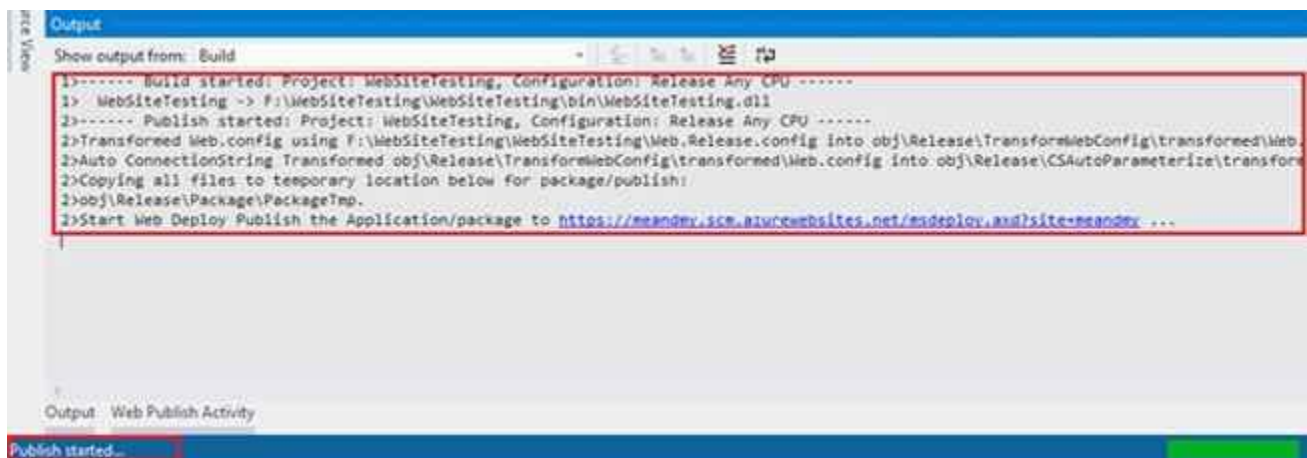 rce View
Output
Show output from: Build
1>------ Build started: Project: WebSiteTesting, Configuration: Release Any CPU ------
1>  WebSiteTesting -> F:\WebSiteTesting\WebSiteTesting\bin\WebSiteTesting.dll
2>------ Publish started: Project: WebSiteTesting, Configuration: Release Any CPU ------
2>Transformed Web.config using F:\WebSiteTesting\WebSiteTesting\Web.Release.config into obj\Release\TransformWebConfig\transformed\Web.
2>Auto ConnectionString Transformed obj\Release\TransformWebConfig\transformed\Web.config into obj\Release\CSAutoParameterize\transform
2>Copying all files to temporary location below for package/publish:
2>obj\Release\Package\PackageTmp.
2>Start Web Deploy Publish the Application/package to https://meandmy.scm.azurewebsites.net/msdeploy.axd?site=meandmy ...
Output Web Publish Activity
Publish started...